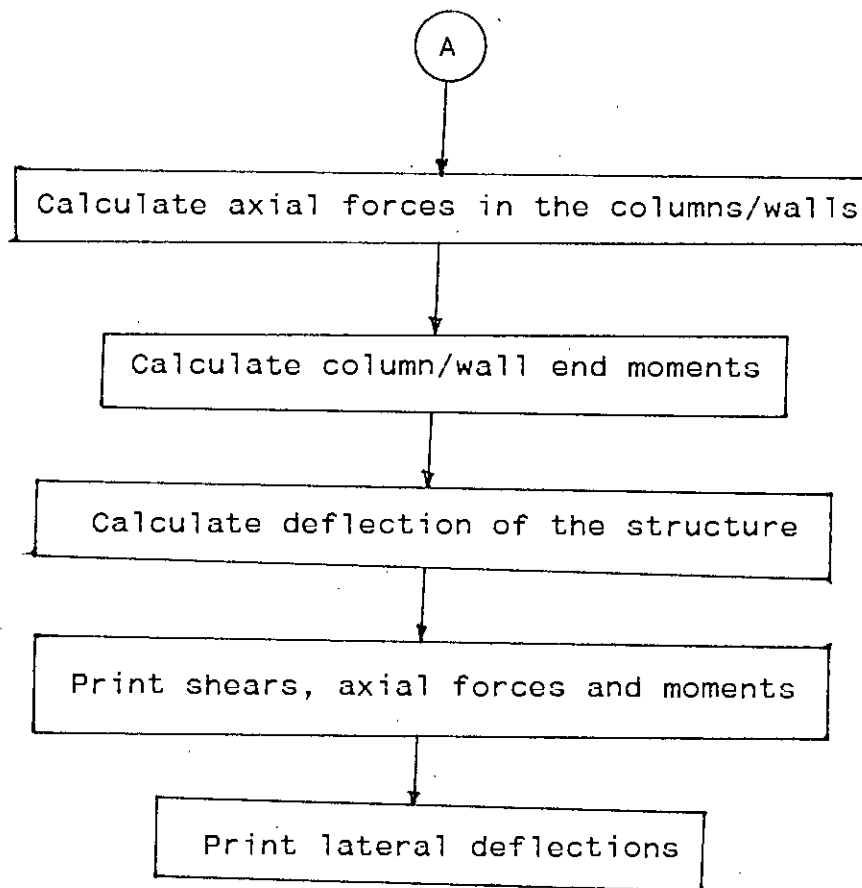 A
Calculate axial forces in the columns/walls
Calculate column/wall end moments
Calculate deflection of the structure
Print shears, axial forces and moments
Print lateral deflections